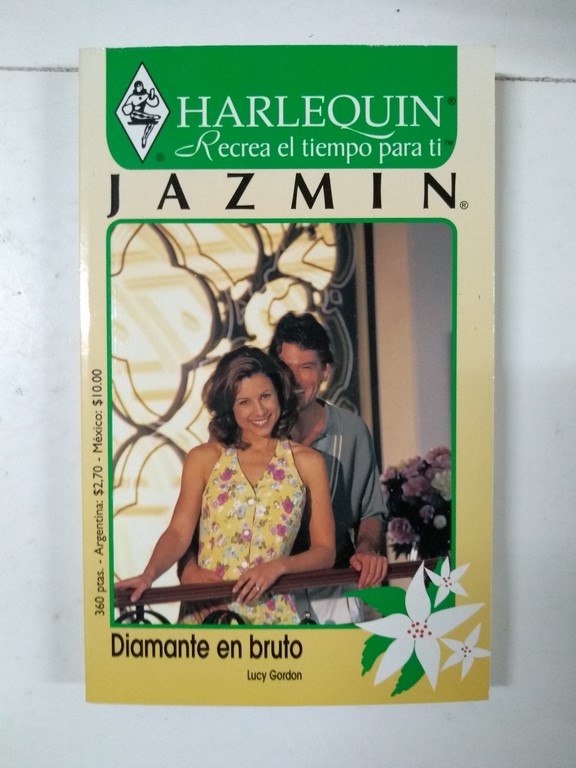 HARLEQUIN®
Recrea el tiempo para ti™
®
JAZMIN®
360 ptas. - Argentina: $2,70 - México: $10.00
Diamante en bruto
Lucy Gordon